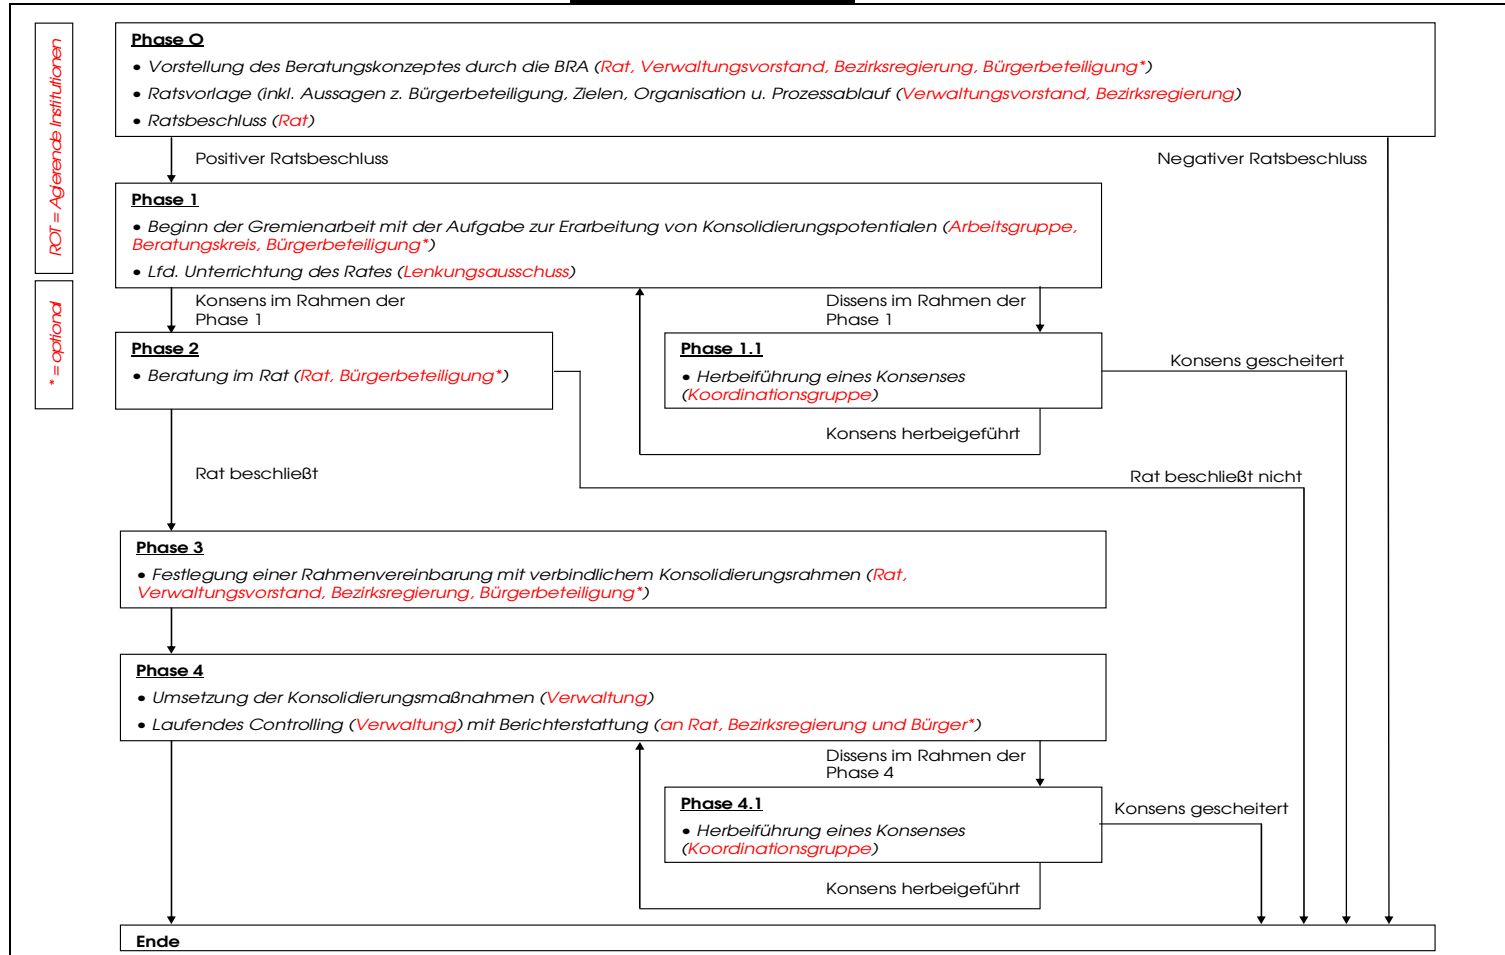 ROT = Agierende Institutionen
* = optional
Phase O
• Vorstellung des Beratungskonzeptes durch die BRA (Rat, Verwaltungsvorstand, Bezirksregierung, Bürgerbeteiligung*)
• Ratsvorlage (inkl. Aussagen z. Bürgerbeteiligung, Zielen, Organisation u. Prozessablauf (Verwaltungsvorstand, Bezirksregierung)
• Ratsbeschluss (Rat)
Positiver Ratsbeschluss
Negativer Ratsbeschluss
Phase 1
• Beginn der Gremienarbeit mit der Aufgabe zur Erarbeitung von Konsolidierungspotentialen (Arbeitsgruppe,
Beratungskreis, Bürgerbeteiligung*)
• Lfd. Unterrichtung des Rates (Lenkungsausschuss)
Konsens im Rahmen der
Phase 1
Dissens im Rahmen der
Phase 1
Phase 2
• Beratung im Rat (Rat, Bürgerbeteiligung*)
Phase 1.1
• Herbeiführung eines Konsenses
(Koordinationsgruppe)
Konsens gescheitert
Konsens herbeigeführt
Rat beschließt
Rat beschließt nicht
Phase 3
• Festlegung einer Rahmenvereinbarung mit verbindlichem Konsolidierungsrahmen (Rat,
Verwaltungsvorstand, Bezirksregierung, Bürgerbeteiligung*)
Phase 4
• Umsetzung der Konsolidierungsmaßnahmen (Verwaltung)
• Laufendes Controlling (Verwaltung) mit Berichterstattung (an Rat, Bezirksregierung und Bürger*)
Dissens im Rahmen der
Phase 4
Phase 4.1
• Herbeiführung eines Konsenses
(Koordinationsgruppe)
Konsens gescheitert
Konsens herbeigeführt
Ende